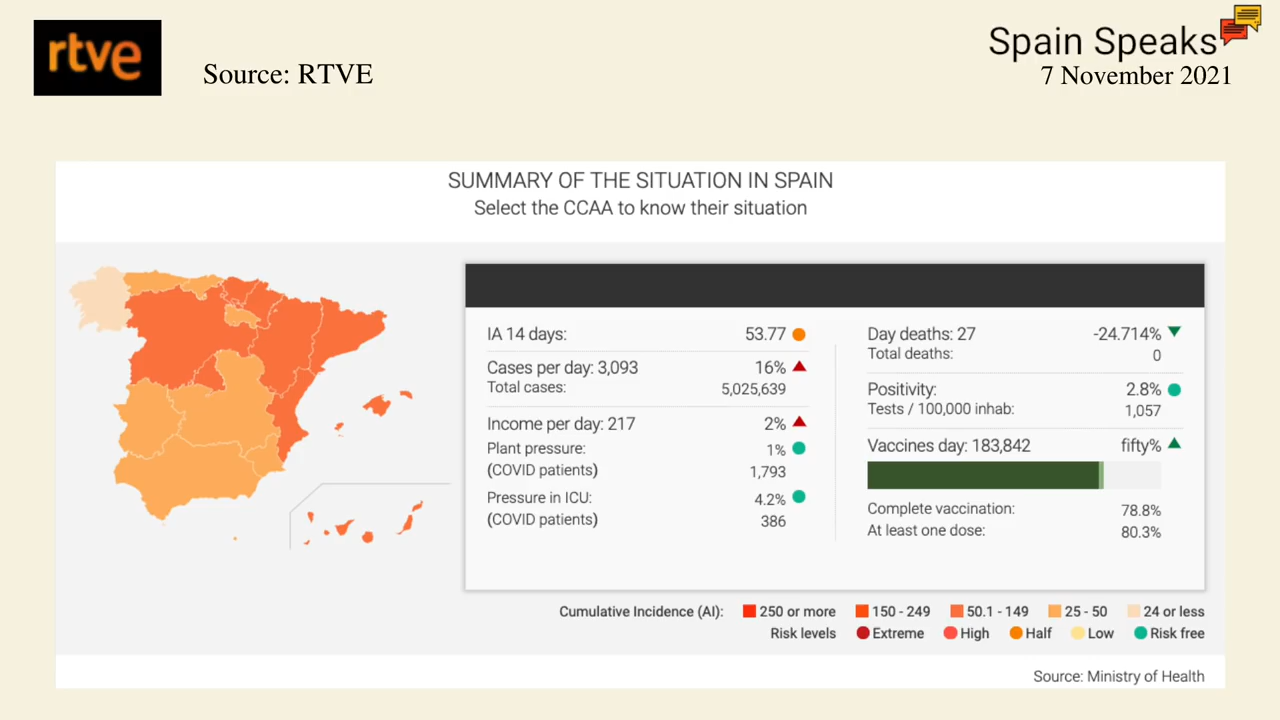 rtve
Source: RTVE
Spain Speaks
7 November 2021
SUMMARY OF THE SITUATION IN SPAIN
Select the CCAA to know their situation
IA 14 days: 53.77
Cases per day: 3,093 16%
Total cases: 5,025,639
Income per day: 217 2%
Plant pressure: 1%
(COVID patients) 1,793
Pressure in ICU: 4.2%
(COVID patients) 386
Day deaths: 27 -24.714%
Total deaths: 0
Positivity: 2.8%
Tests / 100,000 inhab: 1,057
Vaccines day: 183,842 fifty%
Complete vaccination: 78.8%
At least one dose: 80.3%
Cumulative Incidence (AI): 250 or more 150 - 249 50.1 - 149 25 - 50 24 or less
Risk levels Extreme High Half Low Risk free
Source: Ministry of Health